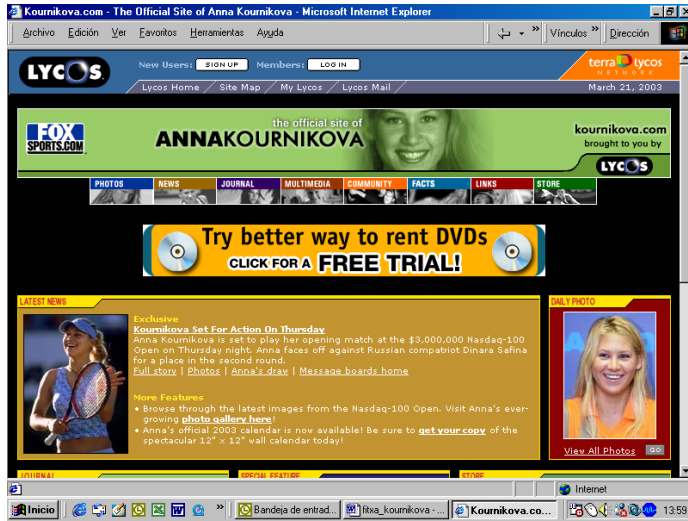 Kournikova.com - The Official Site of Anna Kournikova - Microsoft Internet Explorer
Archivo Edición Ver Favoritos Herramientas Ayuda
Vínculos Dirección
LYCOS
New Users: SIGN UP Members: LOG IN
terra lycos
NETWORK
Lycos Home / Site Map / My Lycos / Lycos Mail /
March 21, 2003
FOX
SPORTS.COM
the official site of
ANNAKOURNIKOVA
kournikova.com
brought to you by
LYCOS
PHOTOS NEWS JOURNAL MULTIMEDIA COMMUNITY FACTS LINKS STORE
Try better way to rent DVDs
CLICK FOR A FREE TRIAL!
LATEST NEWS
Exclusive
Kournikova Set For Action On Thursday
Anna Kournikova is set to play her opening match at the $3,000,000 Nasdaq-100
Open on Thursday night. Anna faces off against Russian compatriot Dinara Safina
for a place in the second round.
Full story | Photos | Anna's draw | Message boards home
More Features
• Browse through the latest images from the Nasdaq-100 Open. Visit Anna's ever-
growing photo gallery here!
• Anna's official 2003 calendar is now available! Be sure to get your copy of the
spectacular 12" x 12" wall calendar today!
DAILY PHOTO
View All Photos GO
JOURNAL SPECIAL FEATURE STORE
Internet
Inicio
Bandeja de entrad...
fitxa_kournikova - ...
Kournikova.co...
13:59